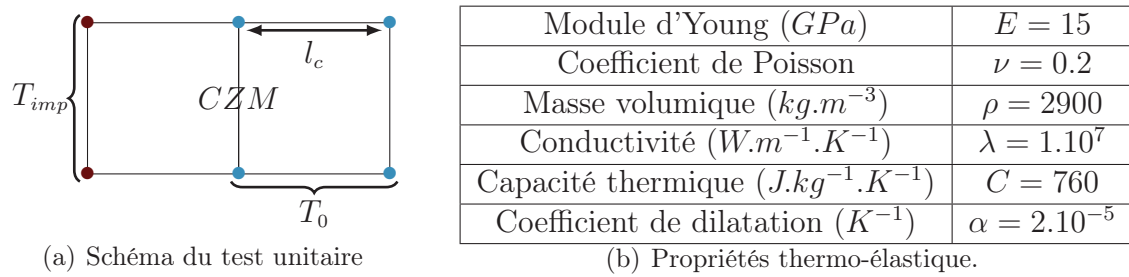 l_c
T_{imp}
CZM
T_0
(a) Schéma du test unitaire
Module d'Young (GPa) E = 15
Coefficient de Poisson ν = 0.2
Masse volumique (kg.m^{-3}) ρ = 2900
Conductivité (W.m^{-1}.K^{-1}) λ = 1.10^7
Capacité thermique (J.kg^{-1}.K^{-1}) C = 760
Coefficient de dilatation (K^{-1}) α = 2.10^{-5}
(b) Propriétés thermo-élastique.